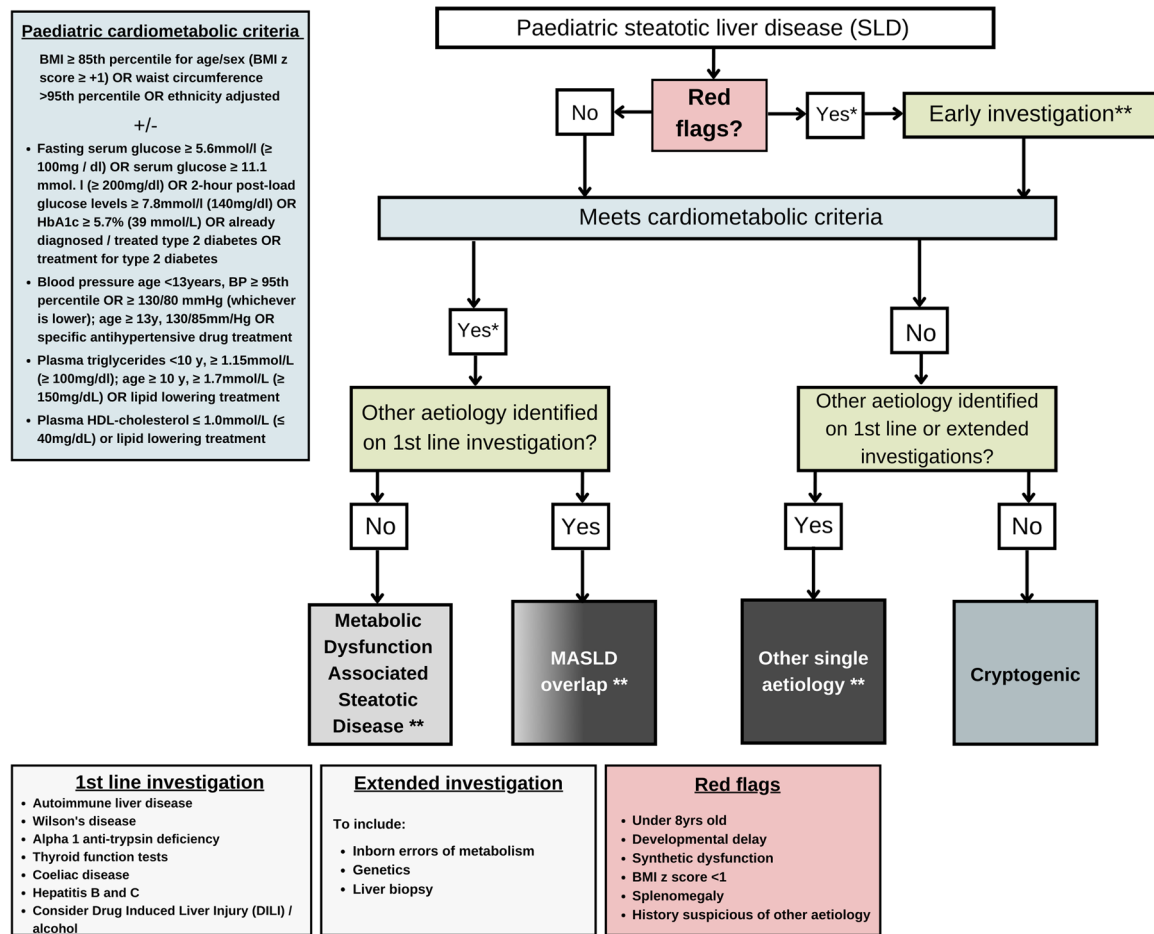 Paediatric cardiometabolic criteria
BMI ≥ 85th percentile for age/sex (BMI z
score ≥ +1) OR waist circumference
>95th percentile OR ethnicity adjusted
+/-
• Fasting serum glucose ≥ 5.6mmol/l (≥
100mg / dl) OR serum glucose ≥ 11.1
mmol. l (≥ 200mg/dl) OR 2-hour post-load
glucose levels ≥ 7.8mmol/l (140mg/dl) OR
HbA1c ≥ 5.7% (39 mmol/L) OR already
diagnosed / treated type 2 diabetes OR
treatment for type 2 diabetes
• Blood pressure age <13years, BP ≥ 95th
percentile OR ≥ 130/80 mmHg (whichever
is lower); age ≥ 13y, 130/85mm/Hg OR
specific antihypertensive drug treatment
• Plasma triglycerides <10 y, ≥ 1.15mmol/L
(≥ 100mg/dl); age ≥ 10 y, ≥ 1.7mmol/L (≥
150mg/dL) OR lipid lowering treatment
• Plasma HDL-cholesterol ≤ 1.0mmol/L (≤
40mg/dL) or lipid lowering treatment
Paediatric steatotic liver disease (SLD)
No
Red
flags?
Yes*
Early investigation**
Meets cardiometabolic criteria
Yes*
No
Other aetiology identified
on 1st line investigation?
Other aetiology identified
on 1st line or extended
investigations?
No
Yes
Yes
No
Metabolic
Dysfunction
Associated
Steatotic
Disease **
MASLD
overlap **
Other single
aetiology **
Cryptogenic
1st line investigation
• Autoimmune liver disease
• Wilson's disease
• Alpha 1 anti-trypsin deficiency
• Thyroid function tests
• Coeliac disease
• Hepatitis B and C
• Consider Drug Induced Liver Injury (DILI) /
alcohol
Extended investigation
To include:
• Inborn errors of metabolism
• Genetics
• Liver biopsy
Red flags
• Under 8yrs old
• Developmental delay
• Synthetic dysfunction
• BMI z score <1
• Splenomegaly
• History suspicious of other aetiology